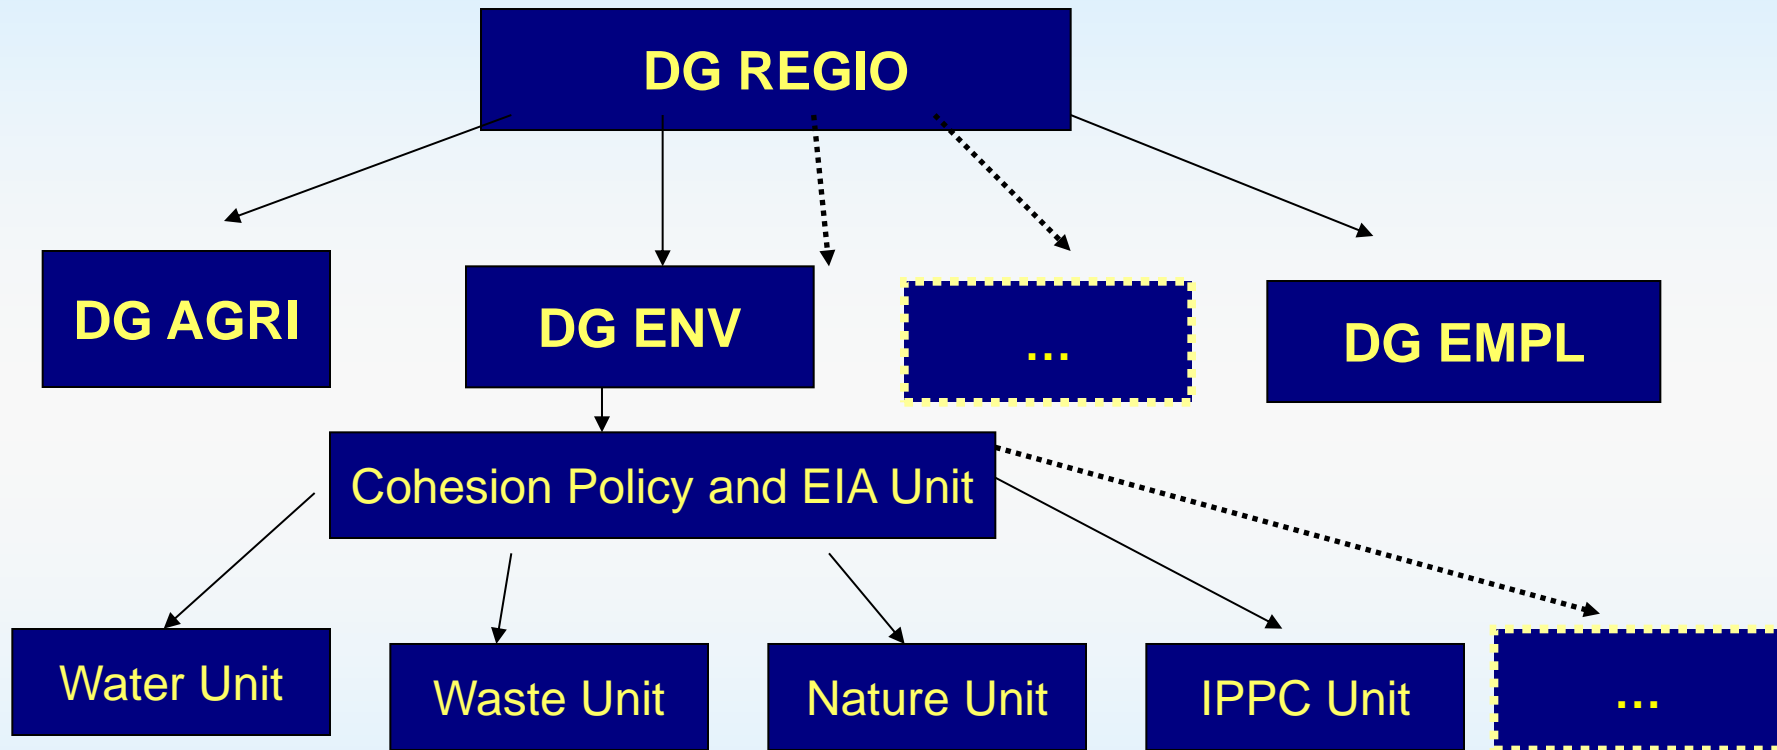 DG REGIO
DG AGRI
DG ENV
...
DG EMPL
Cohesion Policy and EIA Unit
Water Unit
Waste Unit
Nature Unit
IPPC Unit
...